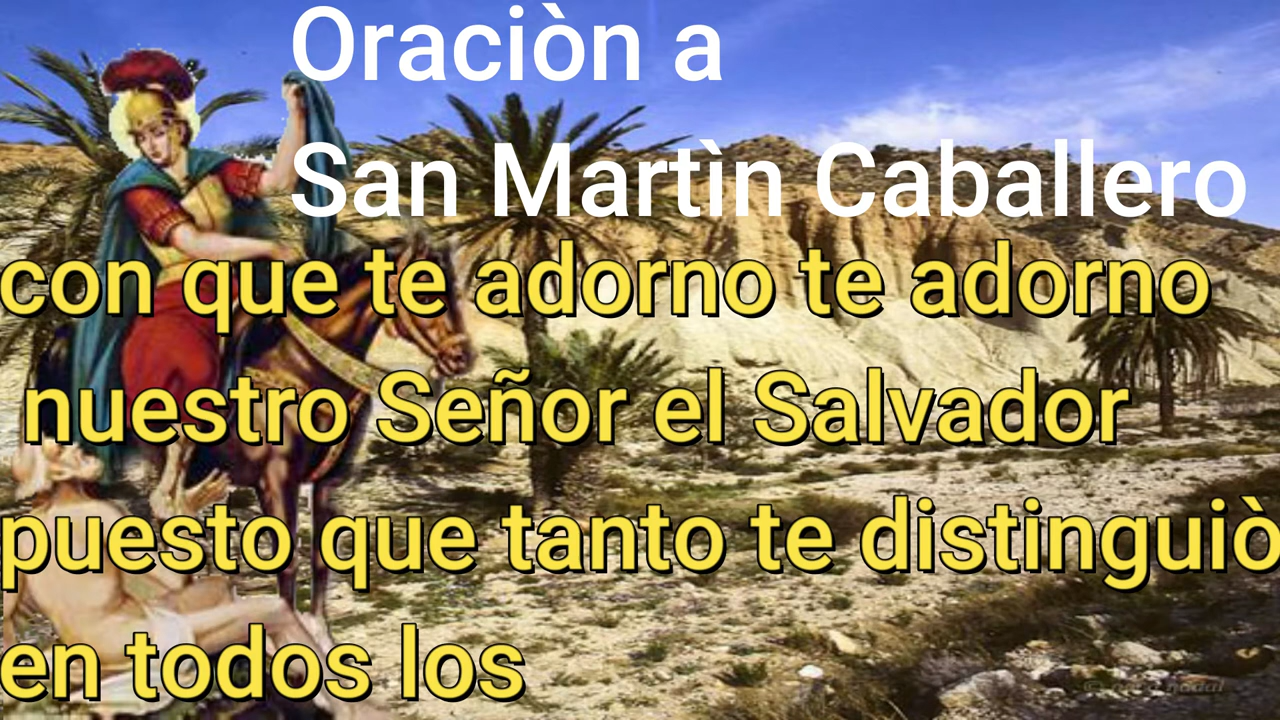 Oraciòn a
San Martìn Caballero
con que te adorno te adorno
nuestro Señor el Salvador
puesto que tanto te distinguiò
en todos los